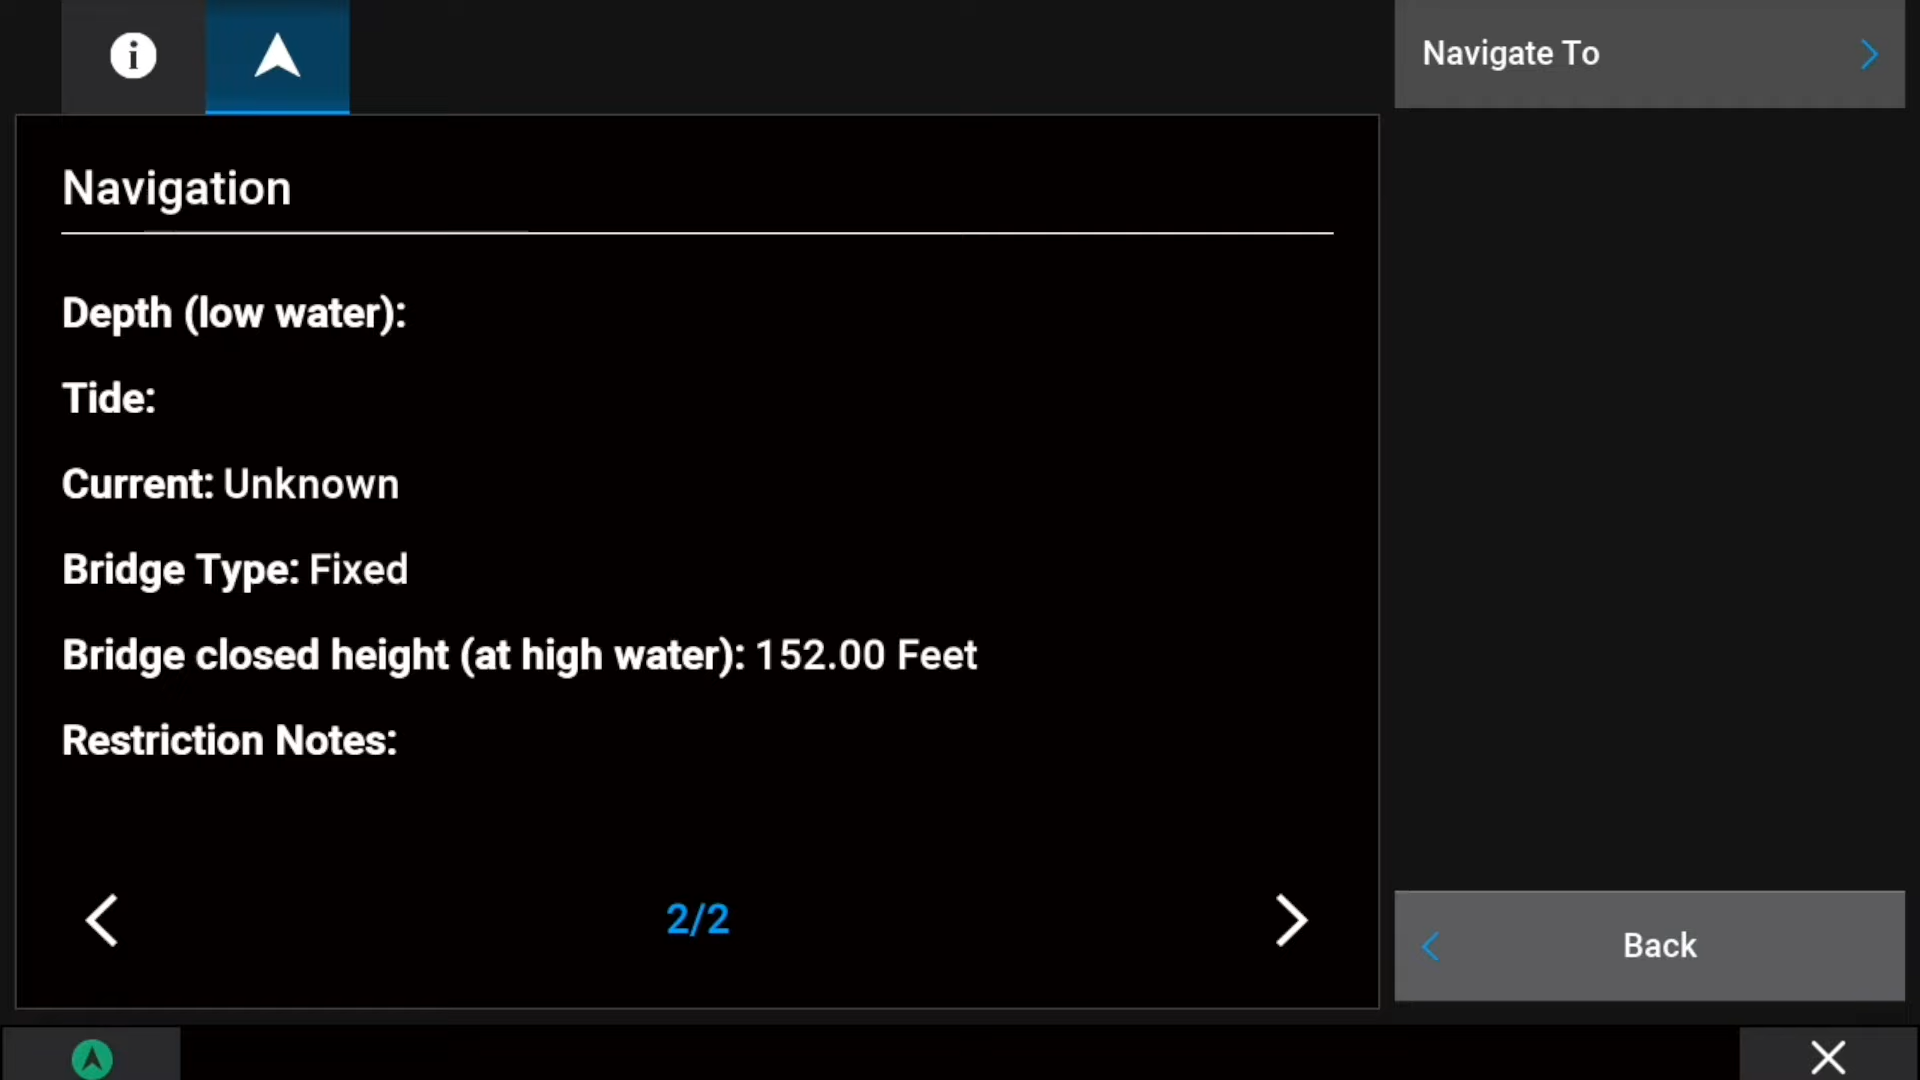 Navigate To
Navigation
Depth (low water):
Tide:
Current: Unknown
Bridge Type: Fixed
Bridge closed height (at high water): 152.00 Feet
Restriction Notes:
2/2
Back